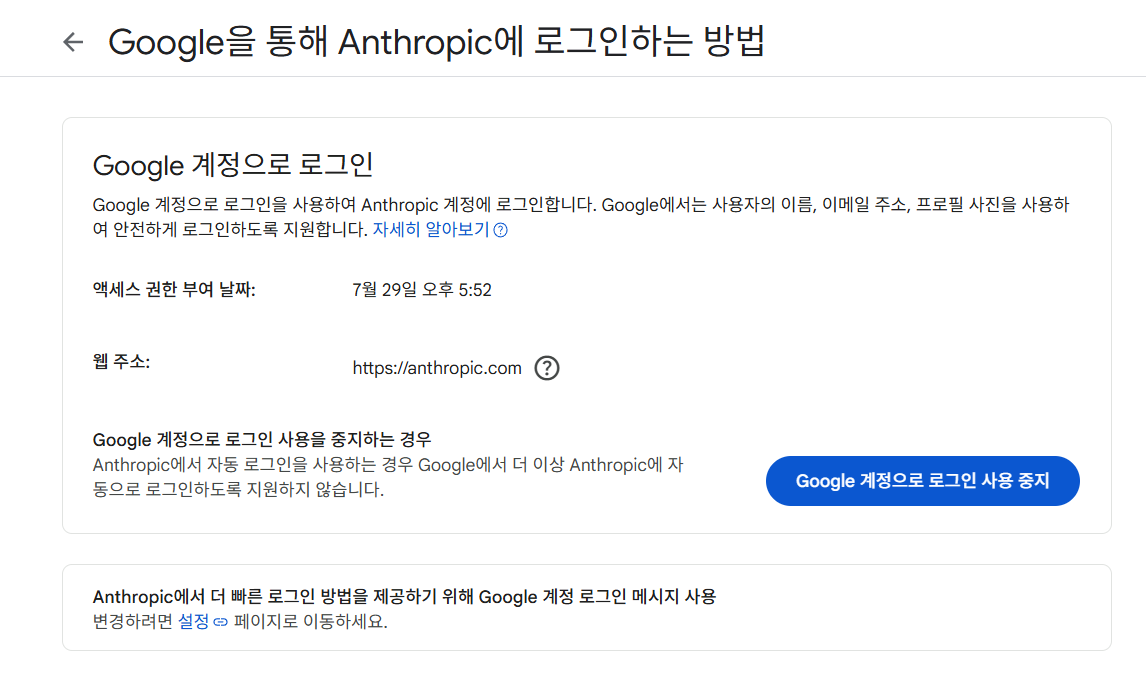 Google을 통해 Anthropic에 로그인하는 방법
Google 계정으로 로그인
Google 계정으로 로그인을 사용하여 Anthropic 계정에 로그인합니다. Google에서는 사용자의 이름, 이메일 주소, 프로필 사진을 사용하
여 안전하게 로그인하도록 지원합니다. 자세히 알아보기
액세스 권한 부여 날짜: 7월 29일 오후 5:52
웹 주소: https://anthropic.com
Google 계정으로 로그인 사용을 중지하는 경우
Anthropic에서 자동 로그인을 사용하는 경우 Google에서 더 이상 Anthropic에 자
동으로 로그인하도록 지원하지 않습니다.
Google 계정으로 로그인 사용 중지
Anthropic에서 더 빠른 로그인 방법을 제공하기 위해 Google 계정 로그인 메시지 사용
변경하려면 설정 페이지로 이동하세요.